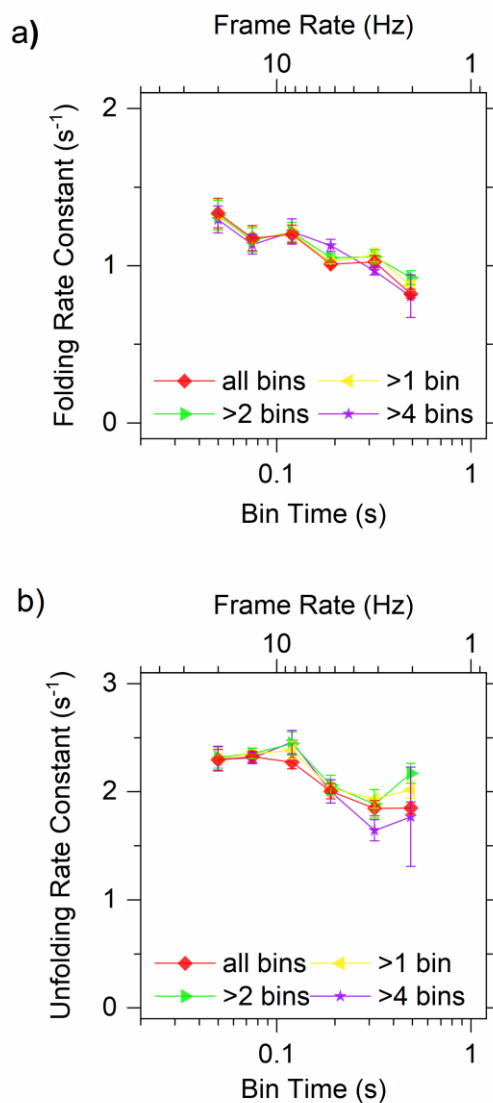 a)
Frame Rate (Hz)
10 1
Folding Rate Constant (s⁻¹)
2
1
0
all bins >1 bin
>2 bins >4 bins
0.1 1
Bin Time (s)
b)
Frame Rate (Hz)
10 1
Unfolding Rate Constant (s⁻¹)
3
2
1
0
all bins >1 bin
>2 bins >4 bins
0.1 1
Bin Time (s)